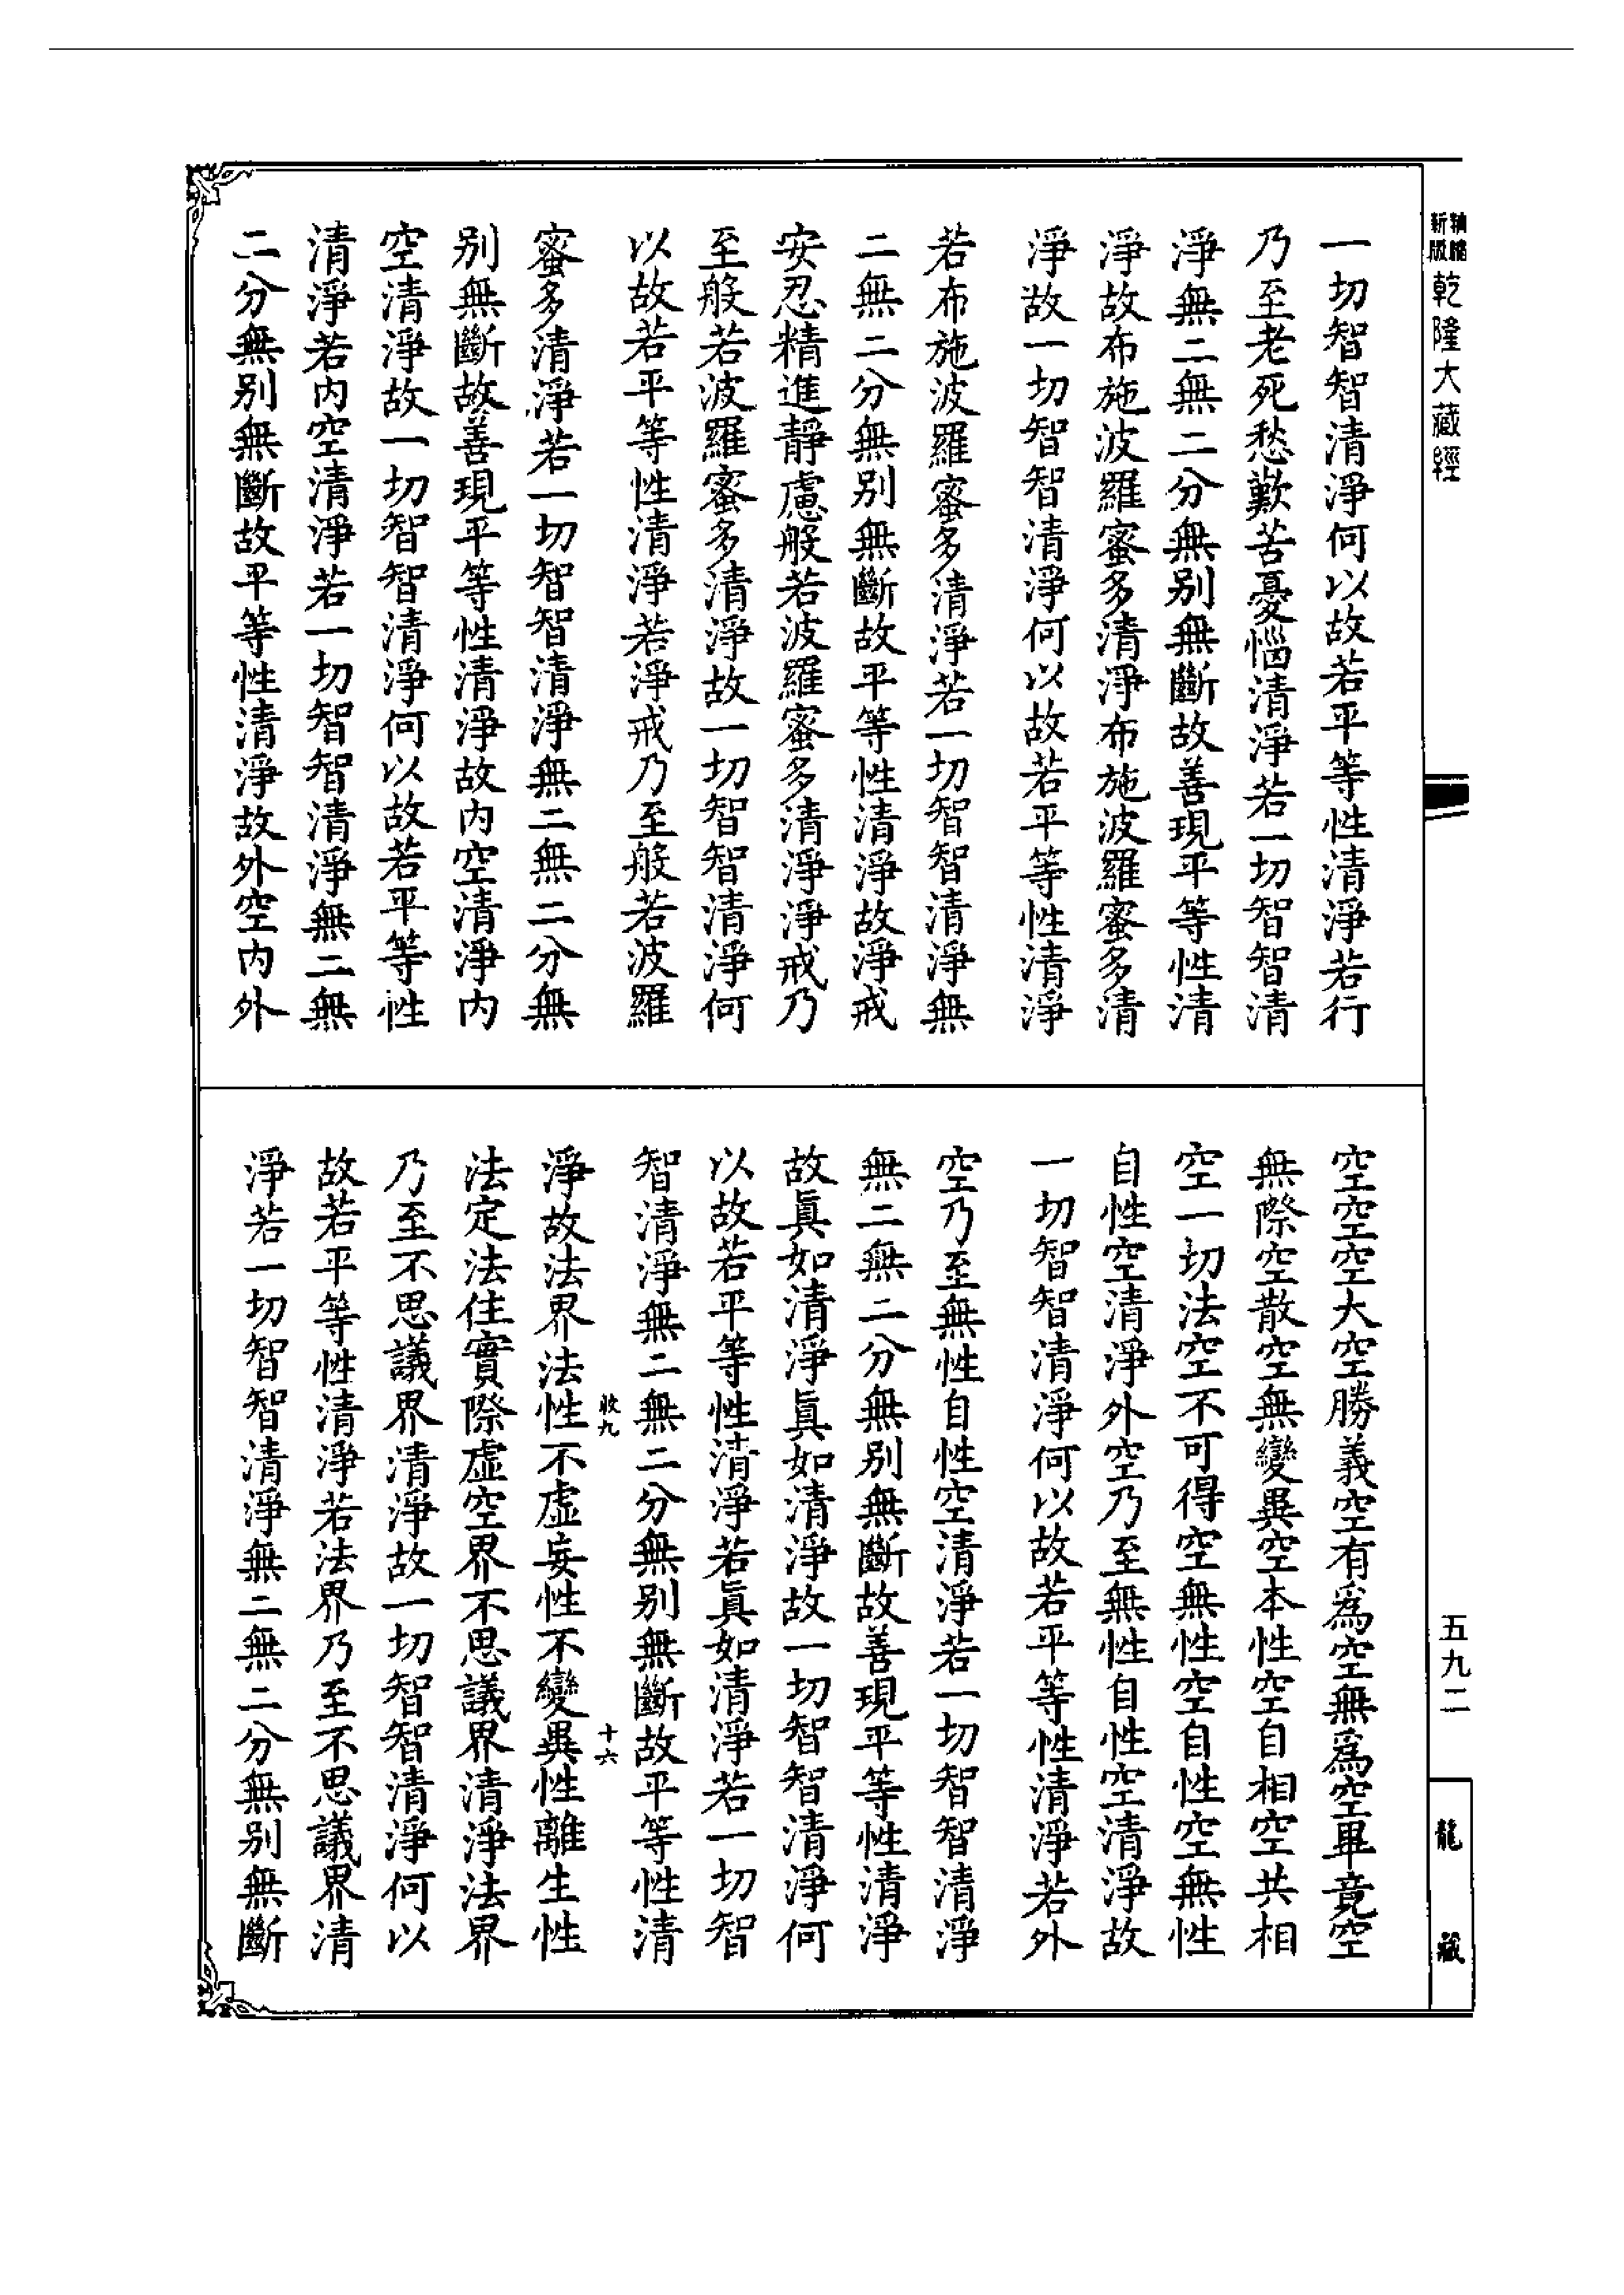 新版
乾隆大藏經
一切智智清淨何以故若平等性清淨若行
乃至老死愁歎苦憂惱清淨若一切智智清
淨無二無二分無别無斷故善現平等性清
淨故布施波羅蜜多清淨布施波羅蜜多清
淨故一切智智清淨何以故若平等性清淨
若布施波羅蜜多清淨若一切智智清淨無
二無二分無别無斷故平等性清淨故淨戒
安忍精進靜慮般若波羅蜜多清淨淨戒乃
至般若波羅蜜多清淨故一切智智清淨何
以故若平等性清淨若淨戒乃至般若波羅
蜜多清淨若一切智智清淨無二無二分無
别無斷故善現平等性清淨故内空清淨内
空清淨故一切智智清淨何以故若平等性
清淨若内空清淨若一切智智清淨無二無
二分無别無斷故平等性清淨故外空内外
空空空大空勝義空有爲空無爲空畢竟空
無際空散空無變異空本性空自相空共相
空一切法空不可得空無性空自性空無性
自性空清淨外空乃至無性自性空清淨故
一切智智清淨何以故若平等性清淨若外
空乃至無性自性空清淨若一切智智清淨
無二無二分無别無斷故善現平等性清淨
故眞如清淨眞如清淨故一切智智清淨何
以故若平等性清淨若眞如清淨若一切智
智清淨無二無二分無别無斷故平等性清
收九
十六
淨故法界法性不虛妄性不變異性離生性
法定法住實際虛空界不思議界清淨法界
乃至不思議界清淨故一切智智清淨何以
故若平等性清淨若法界乃至不思議界清
淨若一切智智清淨無二無二分無别無斷
五九二
龍藏